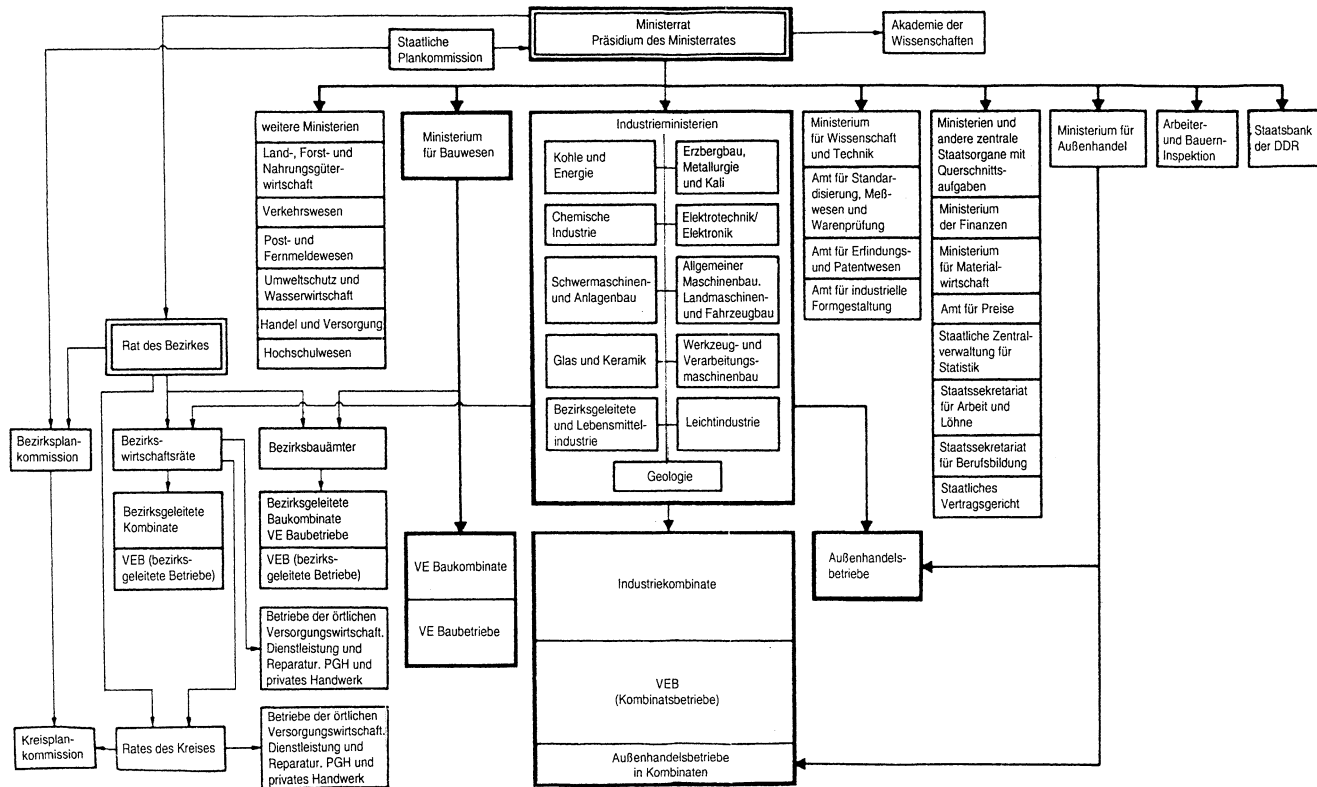 Ministerrat
Präsidium des Ministerrates
Akademie der
Wissenschaften
Staatliche
Plankommission
weitere Ministerien
Land-, Forst- und
Nahrungsgüter-
wirtschaft
Verkehrswesen
Post- und
Fernmeldewesen
Umweltschutz und
Wasserwirtschaft
Handel und Versorgung
Hochschulwesen
Ministerium
für Bauwesen
Industrieministerien
Kohle und
Energie
Erzbergbau,
Metallurgie
und Kali
Chemische
Industrie
Elektrotechnik/
Elektronik
Schwermaschinen-
und Anlagenbau
Allgemeiner
Maschinenbau.
Landmaschinen-
und Fahrzeugbau
Glas und Keramik
Werkzeug- und
Verarbeitungs-
maschinenbau
Bezirksgeleitete
und Lebensmittel-
industrie
Leichtindustrie
Geologie
Ministerium
für Wissenschaft
und Technik
Amt für Standar-
disierung, Meß-
wesen und
Warenprüfung
Amt für Erfindungs-
und Patentwesen
Amt für industrielle
Formgestaltung
Ministerien und
andere zentrale
Staatsorgane mit
Querschnitts-
aufgaben
Ministerium
der Finanzen
Ministerium
für Material-
wirtschaft
Amt für Preise
Staatliche Zentral-
verwaltung für
Statistik
Staatssekretariat
für Arbeit und
Löhne
Staatssekretariat
für Berufsbildung
Staatliches
Vertragsgericht
Ministerium für
Außenhandel
Arbeiter-
und Bauern-
Inspektion
Staatsbank
der DDR
Rat des Bezirkes
Bezirksplan-
kommission
Bezirks-
wirtschaftsräte
Bezirksbauämter
Bezirksgeleitete
Kombinate
VEB (bezirks-
geleitete Betriebe)
Bezirksgeleitete
Baukombinate
VE Baubetriebe
VEB (bezirks-
geleitete Betriebe)
VE Baukombinate
VE Baubetriebe
Industriekombinate
VEB
(Kombinatsbetriebe)
Außenhandelsbetriebe
in Kombinaten
Außenhandels-
betriebe
Betriebe der örtlichen
Versorgungswirtschaft.
Dienstleistung und
Reparatur. PGH und
privates Handwerk
Kreisplan-
kommission
Rates des Kreises
Betriebe der örtlichen
Versorgungswirtschaft.
Dienstleistung und
Reparatur. PGH und
privates Handwerk